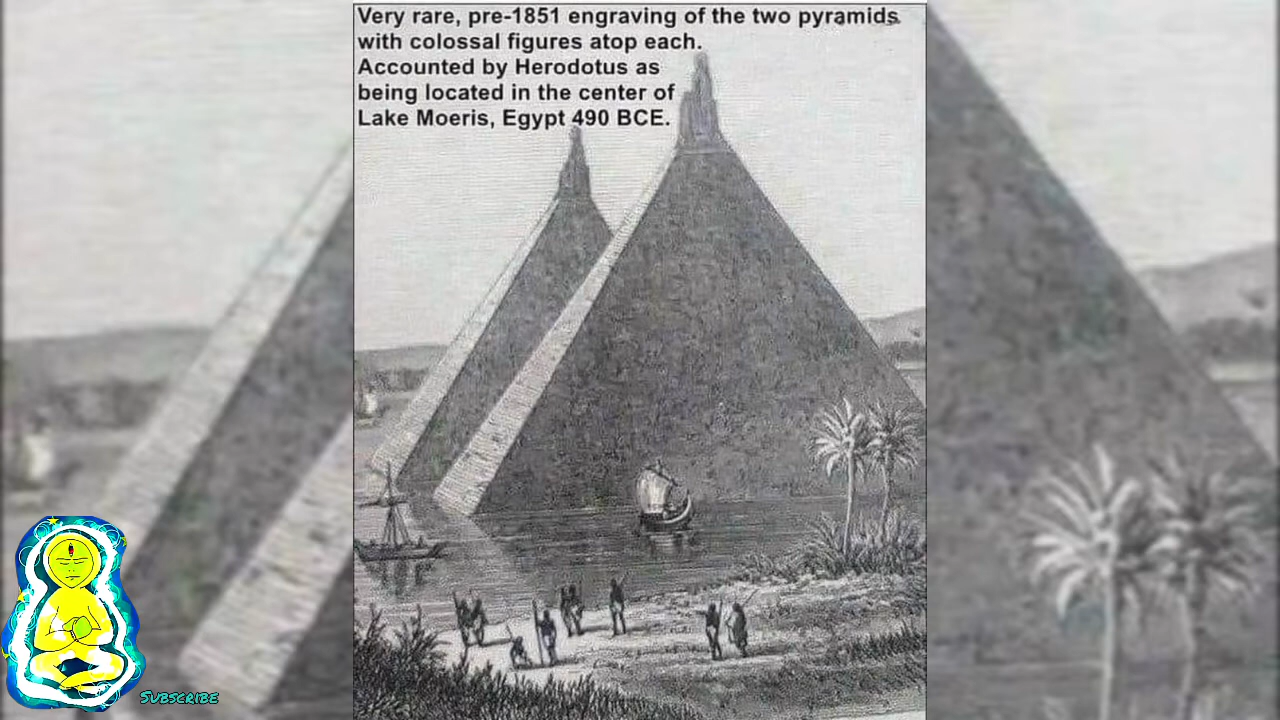 Very rare, pre-1851 engraving of the two pyramids
with colossal figures atop each.
Accounted by Herodotus as
being located in the center of
Lake Moeris, Egypt 490 BCE.
Subscribe